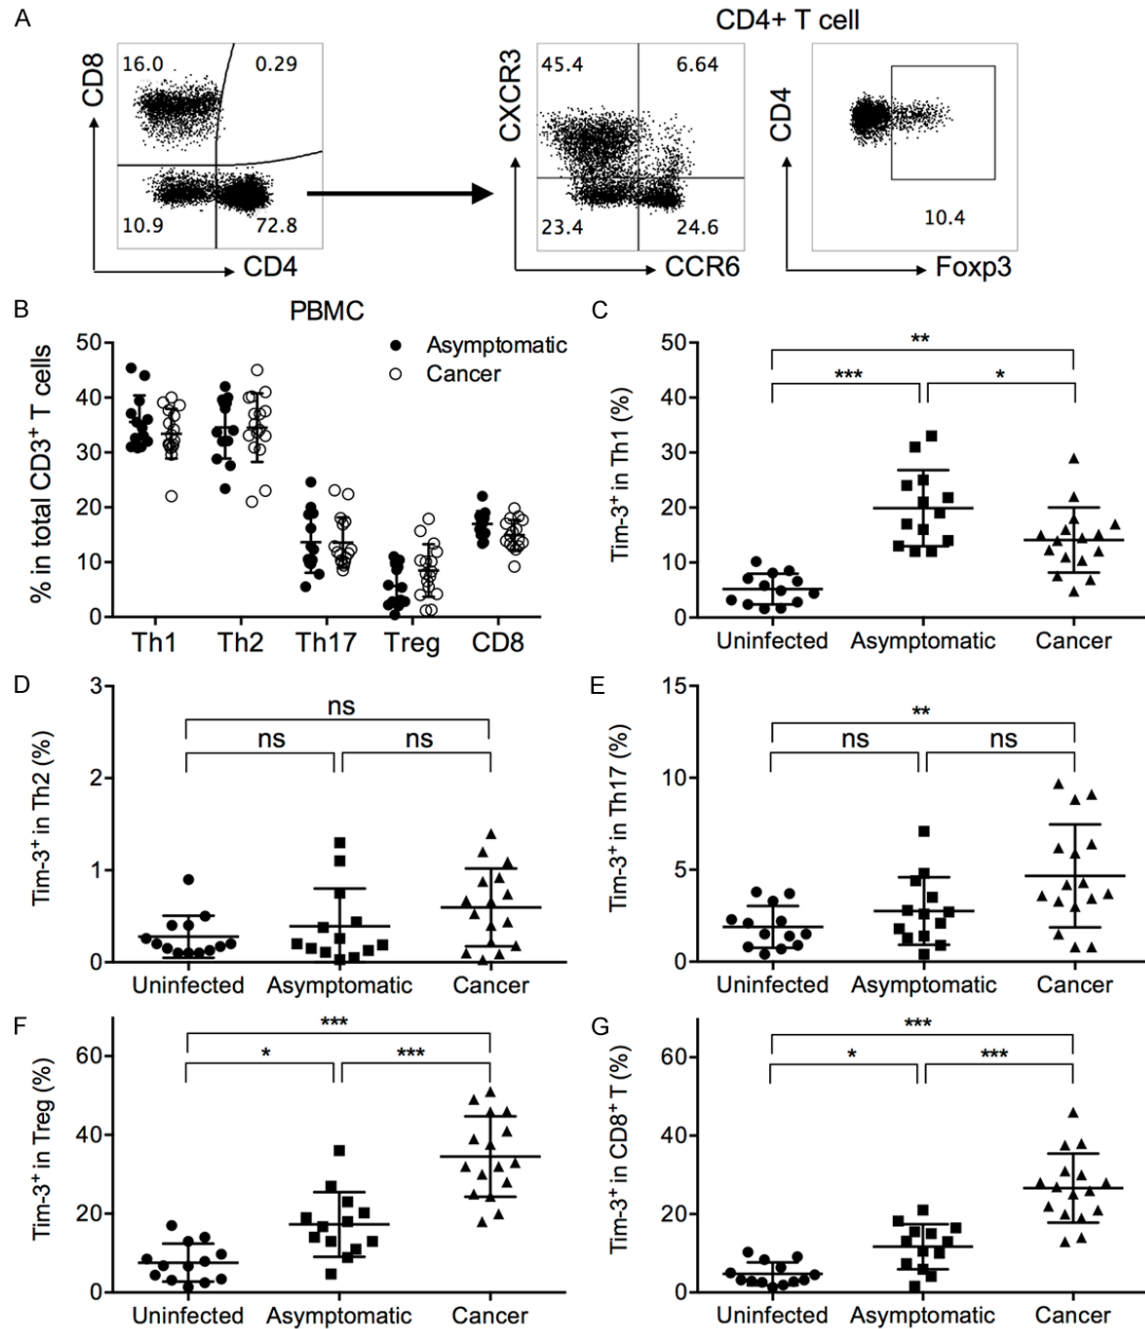 A
CD4+ T cell
CD8
16.0
0.29
10.9
72.8
CD4
CXCR3
45.4
6.64
23.4
24.6
CCR6
CD4
10.4
Foxp3
B
PBMC
Asymptomatic
Cancer
% in total CD3+ T cells
50
40
30
20
10
0
Th1 Th2 Th17 Treg CD8
C
Tim-3+ in Th1 (%)
50
40
30
20
10
0
**
*** *
Uninfected Asymptomatic Cancer
D
Tim-3+ in Th2 (%)
3
2
1
0
ns
ns ns
Uninfected Asymptomatic Cancer
E
Tim-3+ in Th17 (%)
15
10
5
0
**
ns ns
Uninfected Asymptomatic Cancer
F
Tim-3+ in Treg (%)
60
40
20
0
***
* ***
Uninfected Asymptomatic Cancer
G
Tim-3+ in CD8+ T (%)
60
40
20
0
***
* ***
Uninfected Asymptomatic Cancer